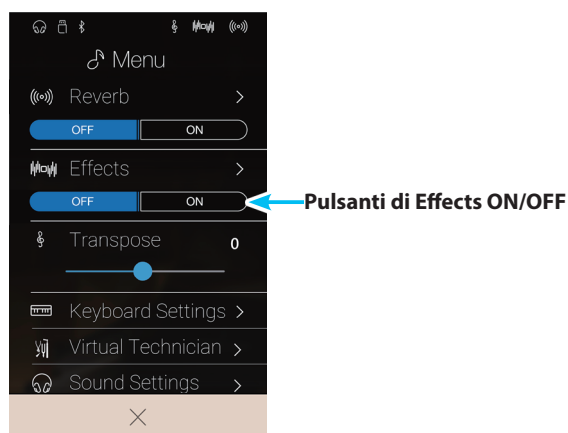 Menu
Reverb
OFF ON
Effects
OFF ON
Pulsanti di Effects ON/OFF
Transpose 0
Keyboard Settings
Virtual Technician
Sound Settings